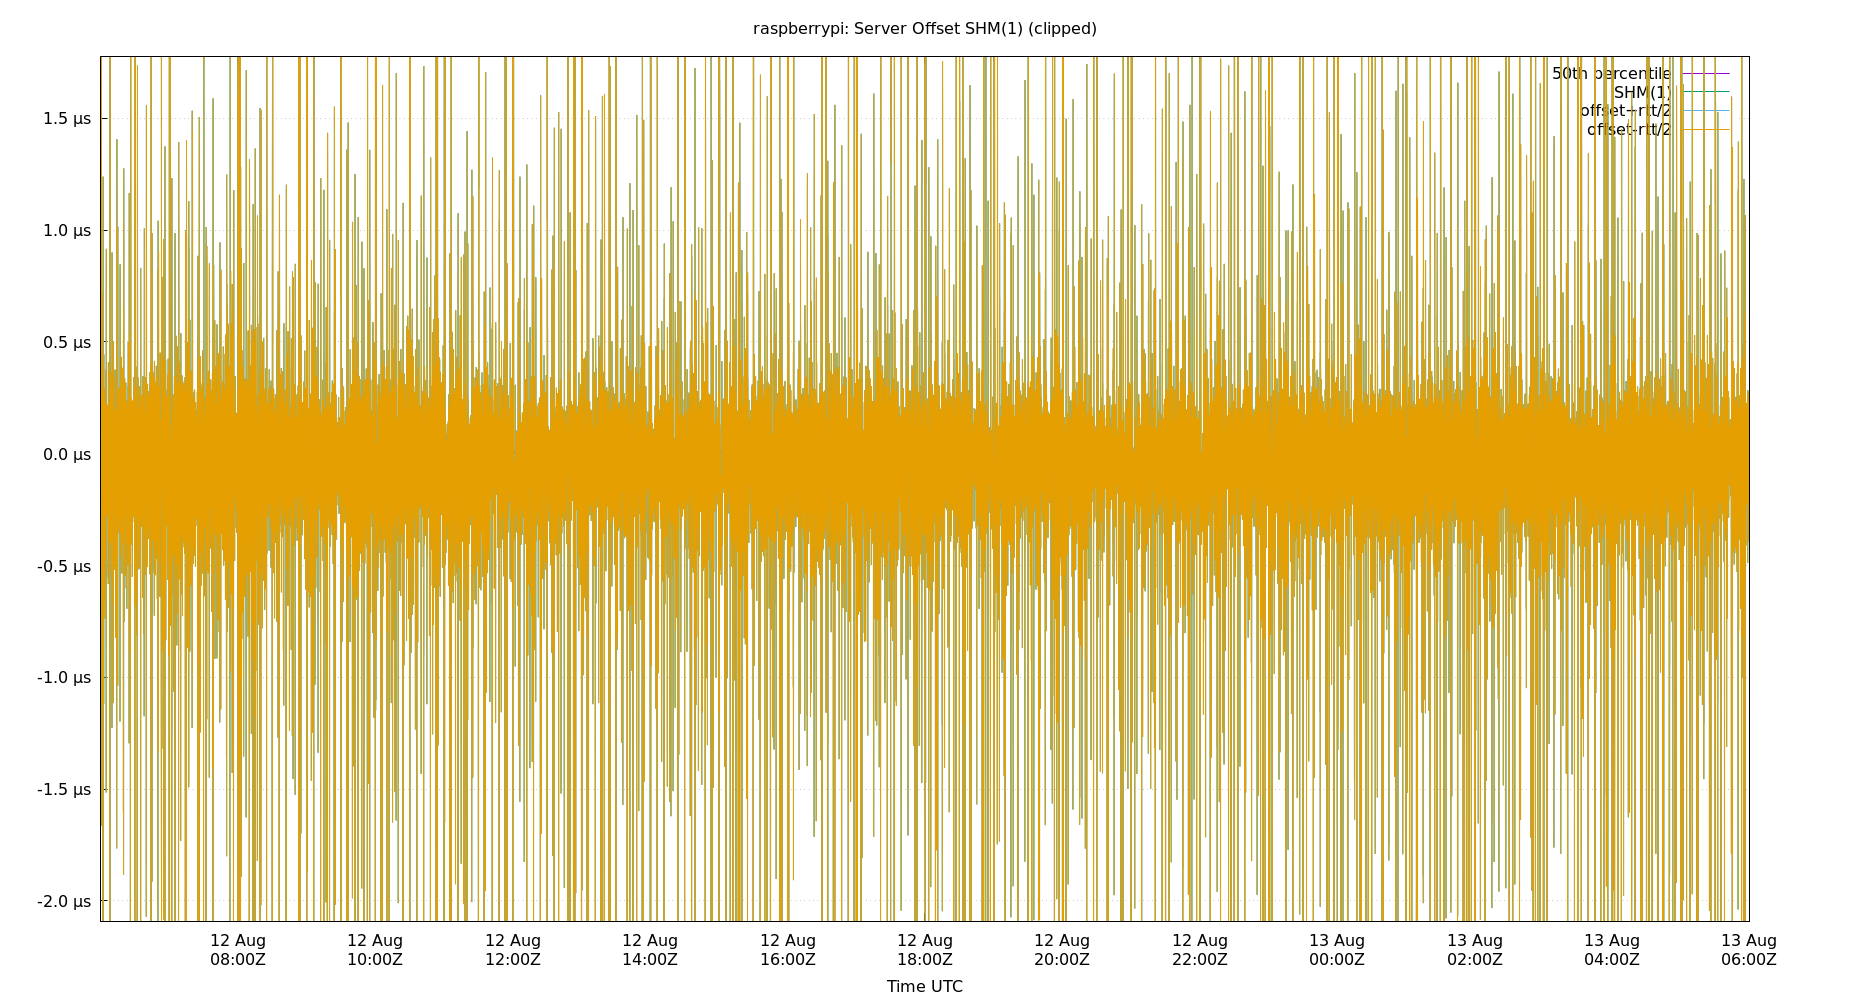 raspberrypi: Server Offset SHM(1) (clipped)
50th percentile
SHM(1)
offset+rtt/2
offset-rtt/2
1.5 µs
1.0 µs
0.5 µs
0.0 µs
-0.5 µs
-1.0 µs
-1.5 µs
-2.0 µs
12 Aug 12 Aug 12 Aug 12 Aug 12 Aug 12 Aug 12 Aug 12 Aug 13 Aug 13 Aug 13 Aug 13 Aug
08:00Z 10:00Z 12:00Z 14:00Z 16:00Z 18:00Z 20:00Z 22:00Z 00:00Z 02:00Z 04:00Z 06:00Z
Time UTC